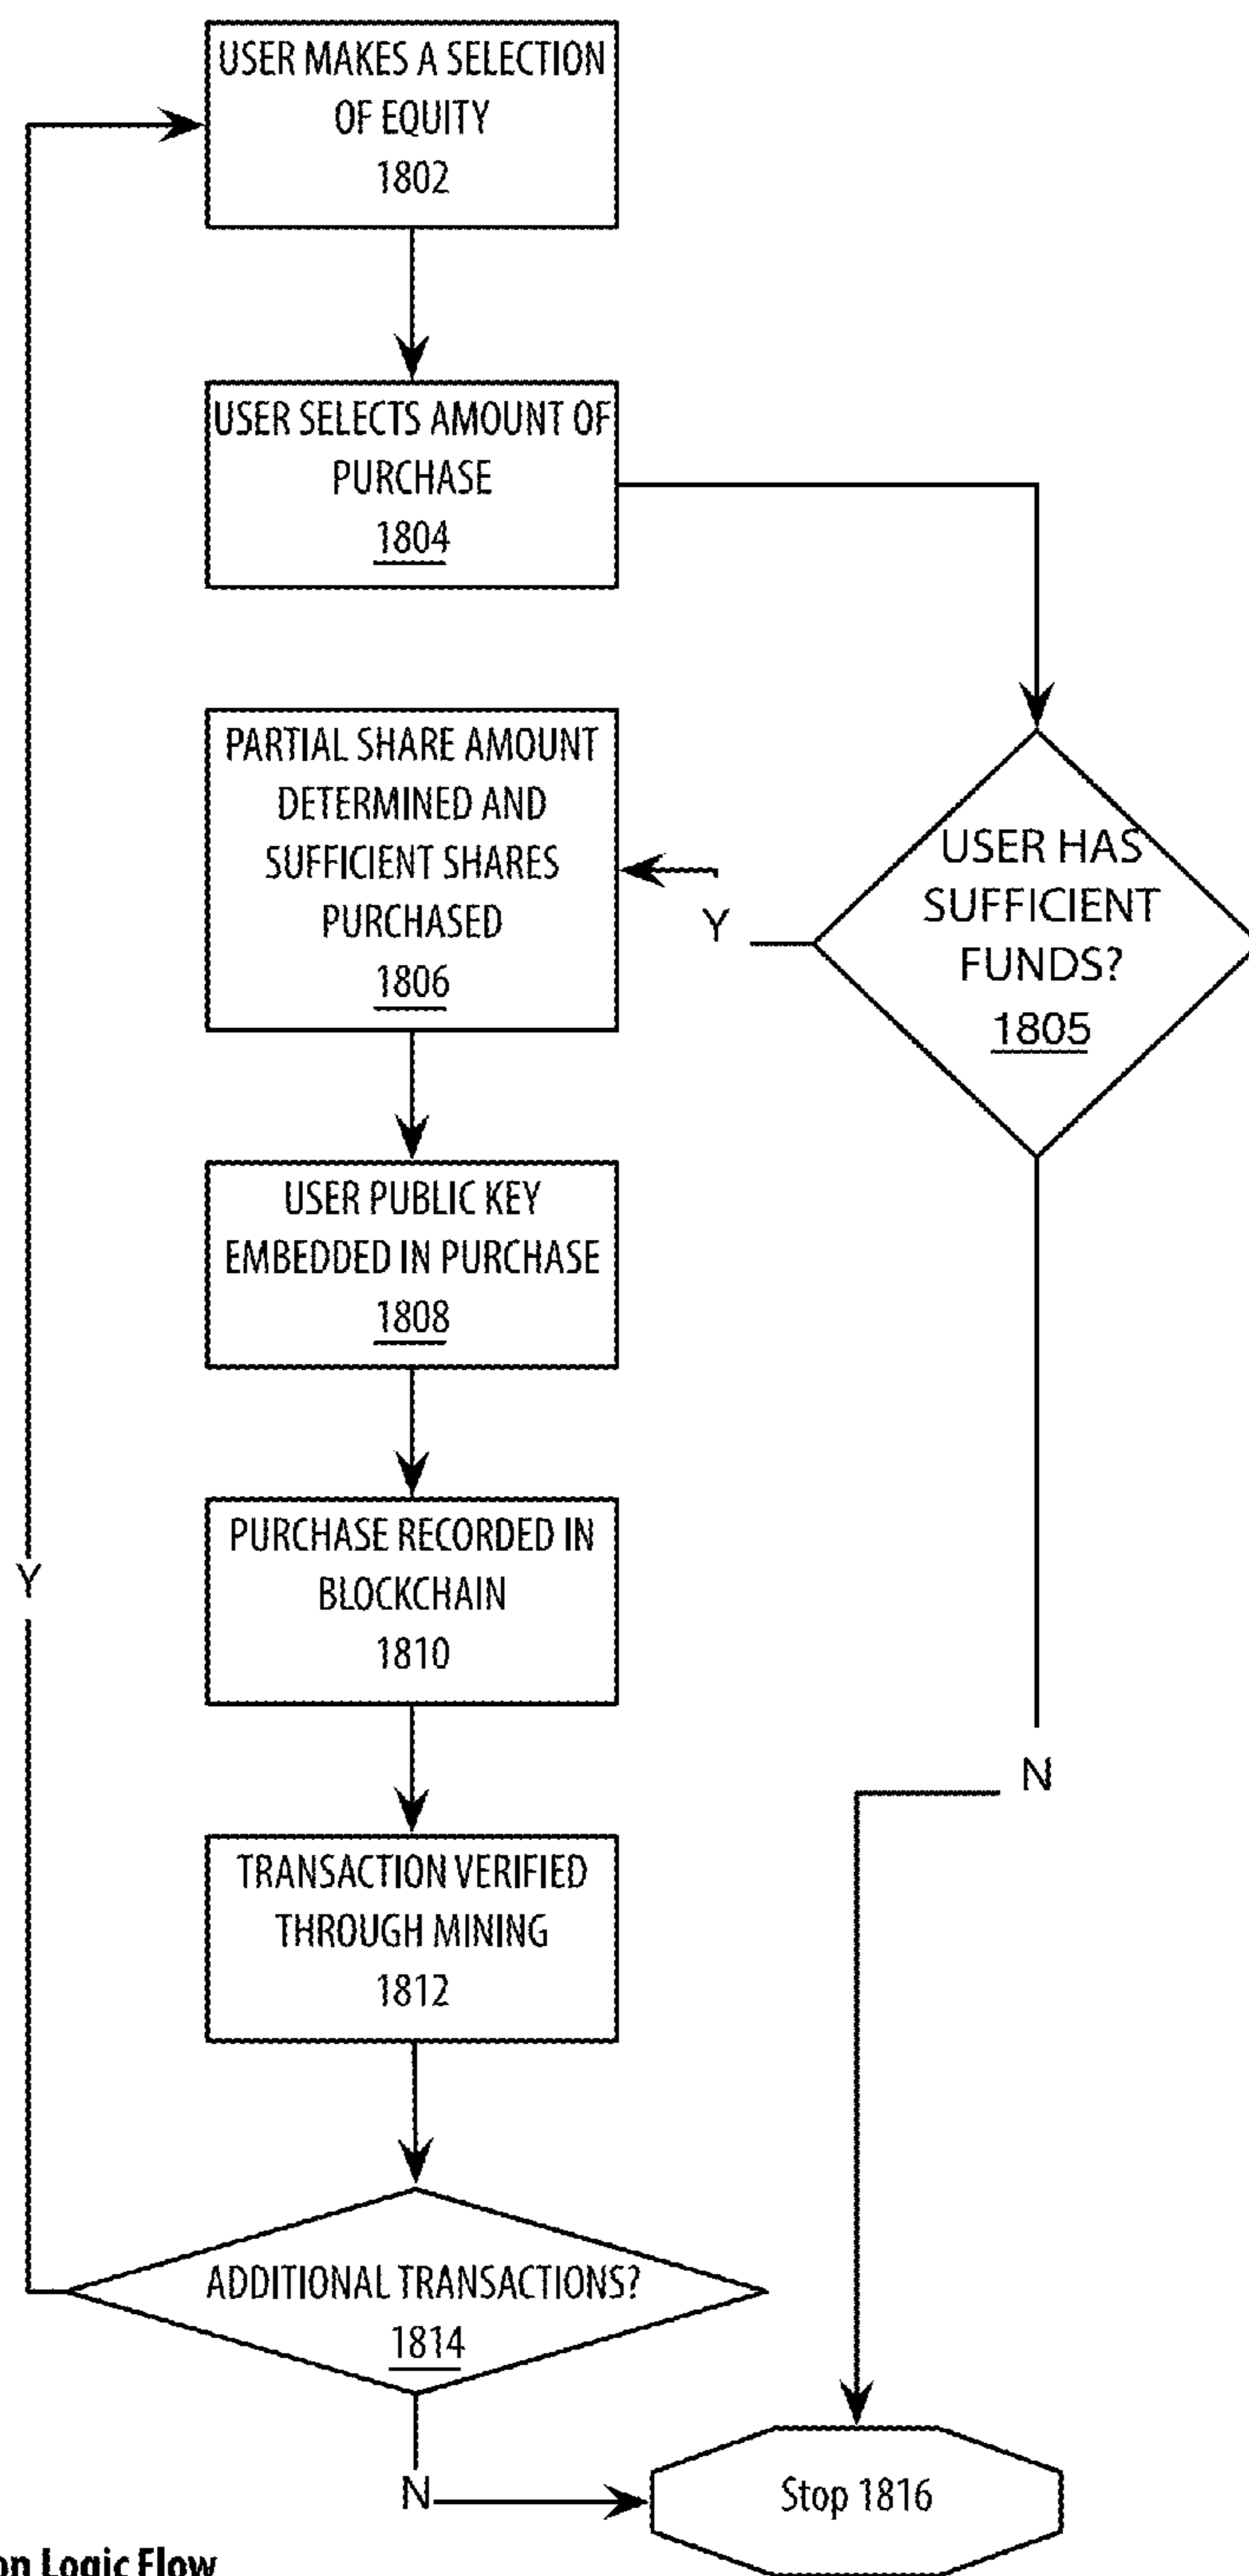 USER MAKES A SELECTION
OF EQUITY
1802
USER SELECTS AMOUNT OF
PURCHASE
1804
USER HAS
SUFFICIENT
FUNDS?
1805
Y
N
PARTIAL SHARE AMOUNT
DETERMINED AND
SUFFICIENT SHARES
PURCHASED
1806
USER PUBLIC KEY
EMBEDDED IN PURCHASE
1808
PURCHASE RECORDED IN
BLOCKCHAIN
1810
TRANSACTION VERIFIED
THROUGH MINING
1812
ADDITIONAL TRANSACTIONS?
1814
Y
N
Stop 1816
Logic Flow